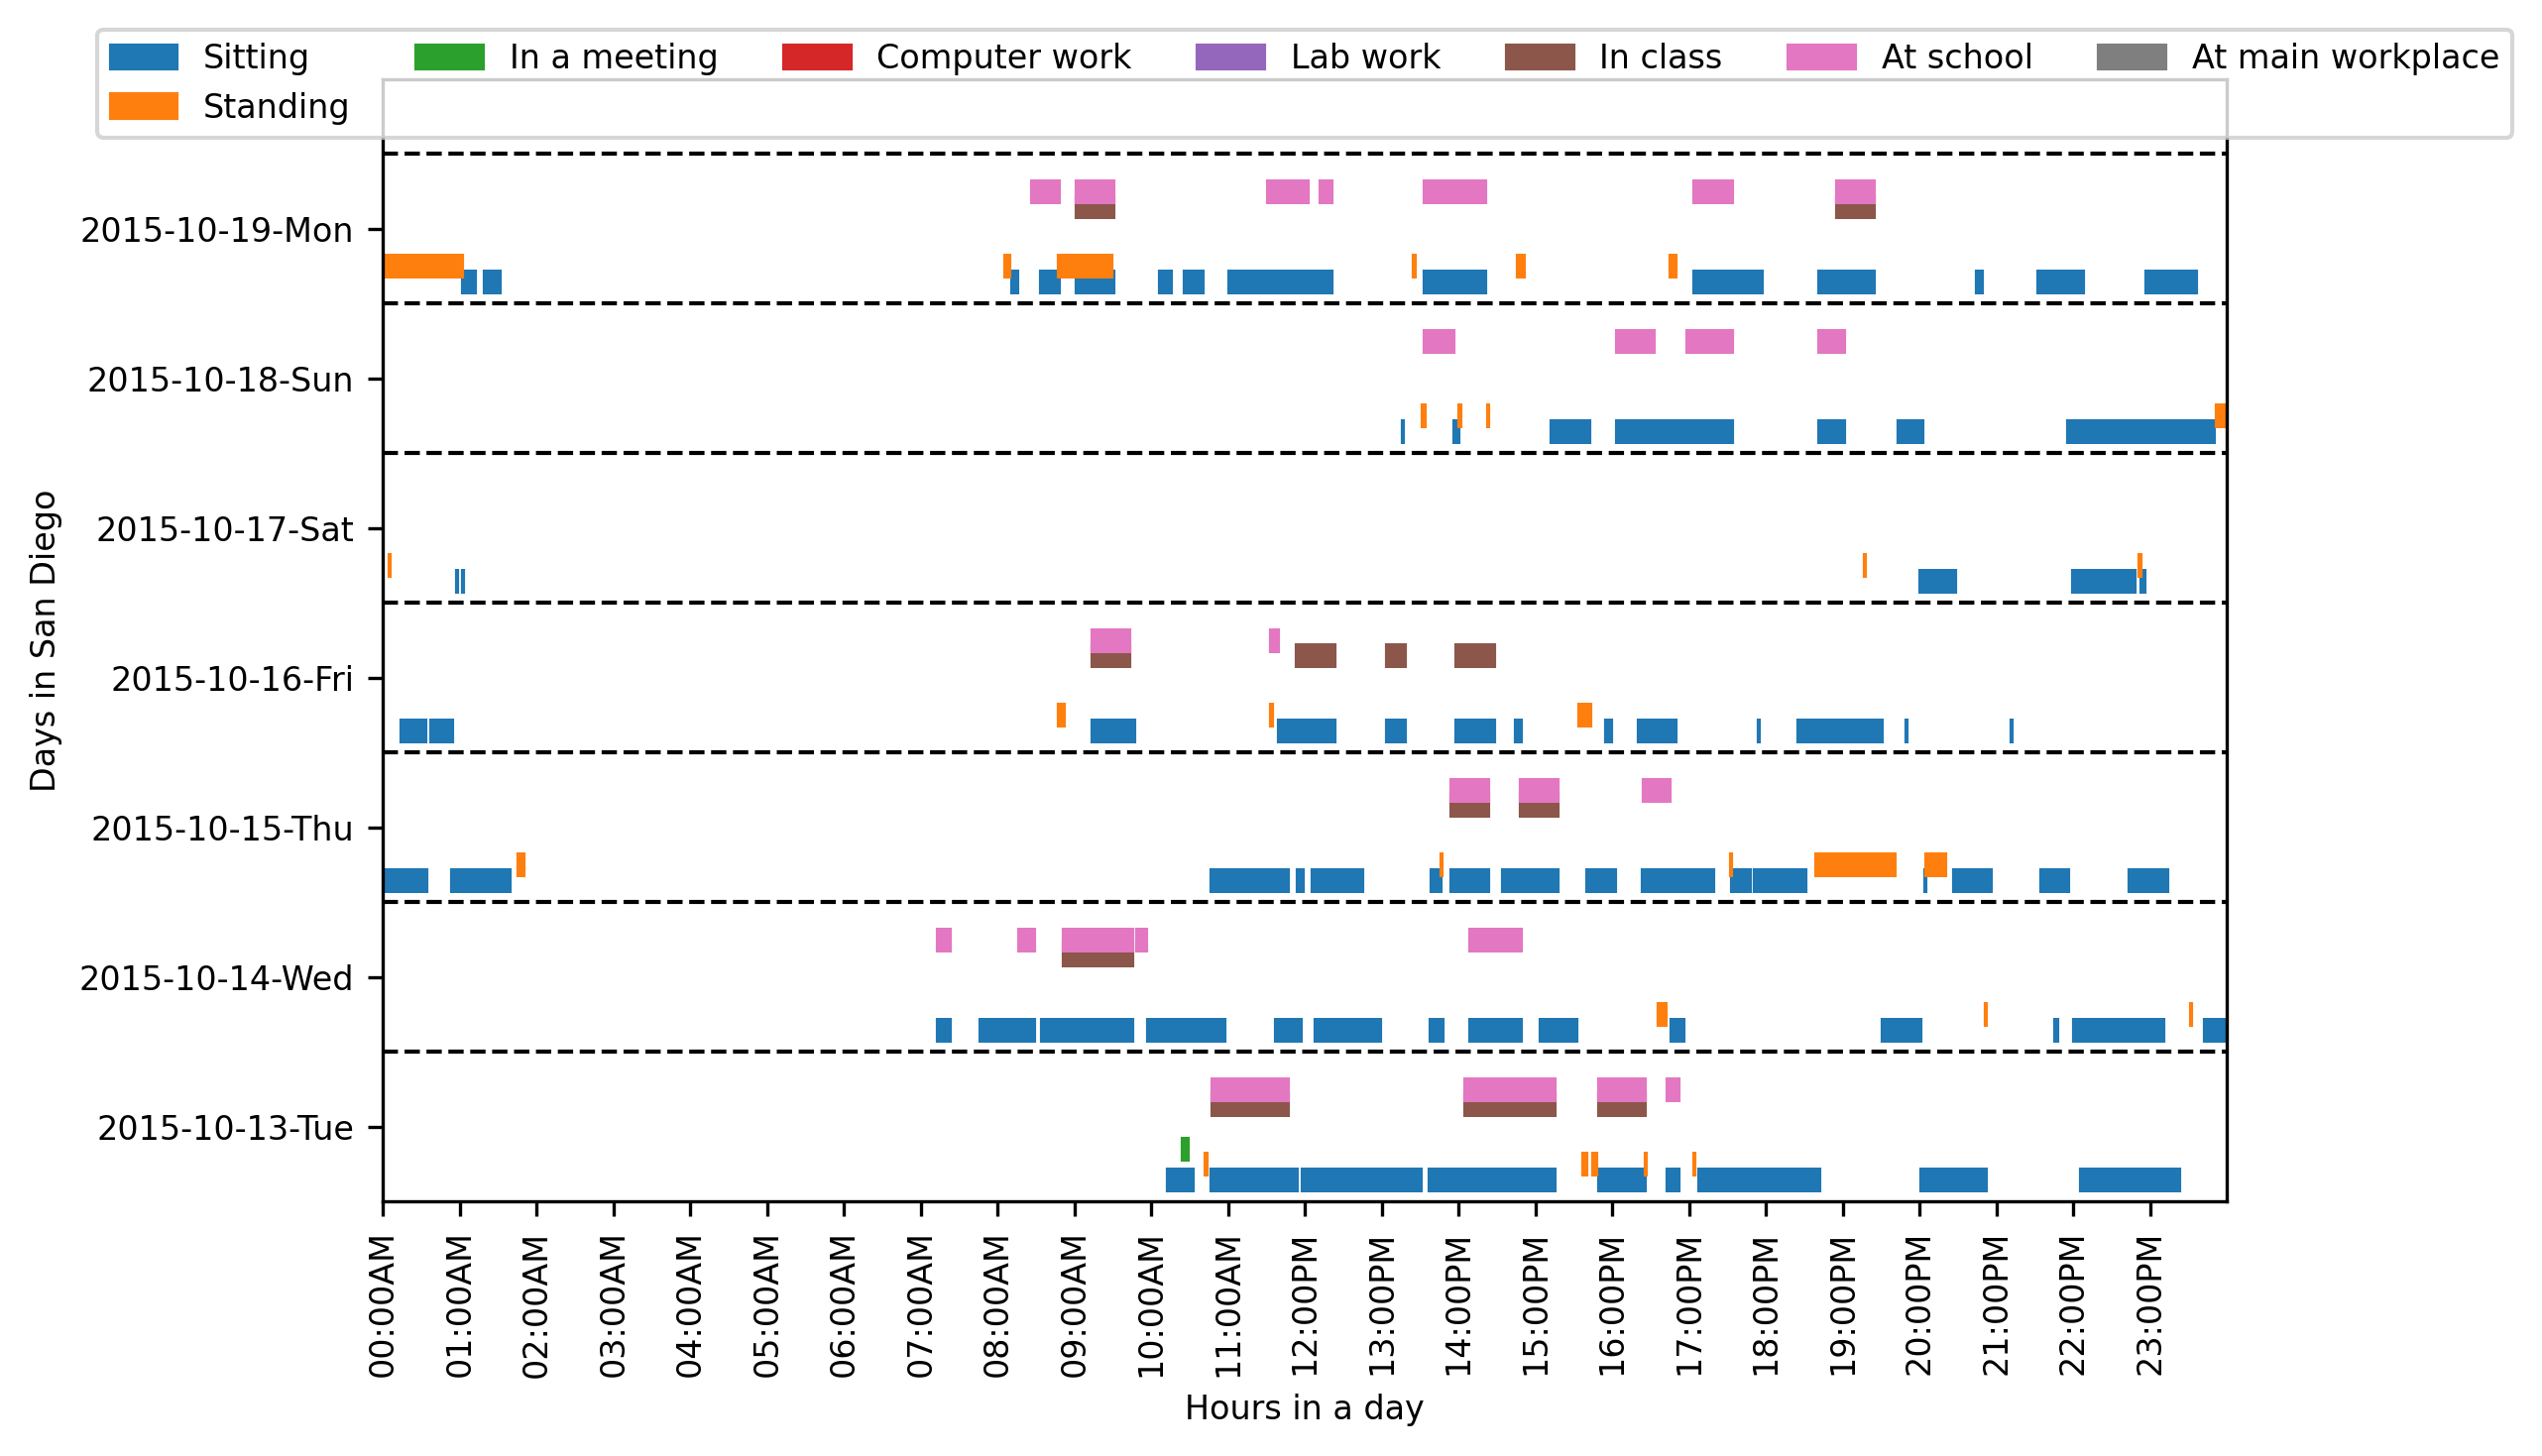 Sitting In a meeting Computer work Lab work In class At school At main workplace
Standing
Days in San Diego
2015-10-19-Mon
2015-10-18-Sun
2015-10-17-Sat
2015-10-16-Fri
2015-10-15-Thu
2015-10-14-Wed
2015-10-13-Tue
00:00AM
01:00AM
02:00AM
03:00AM
04:00AM
05:00AM
06:00AM
07:00AM
08:00AM
09:00AM
10:00AM
11:00AM
12:00PM
13:00PM
14:00PM
15:00PM
16:00PM
17:00PM
18:00PM
19:00PM
20:00PM
21:00PM
22:00PM
23:00PM
Hours in a day